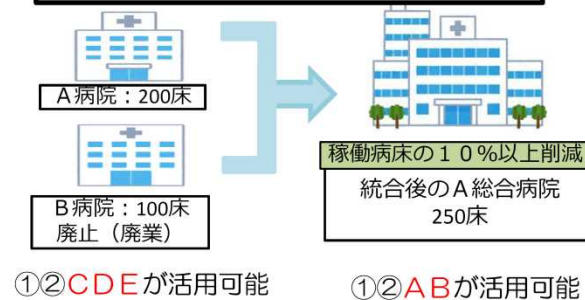 A病院:200床
B病院:100床
廃止(廃業)
①②CDEが活用可能
稼働病床の10%以上削減
統合後のA総合病院
250床
①②ABが活用可能